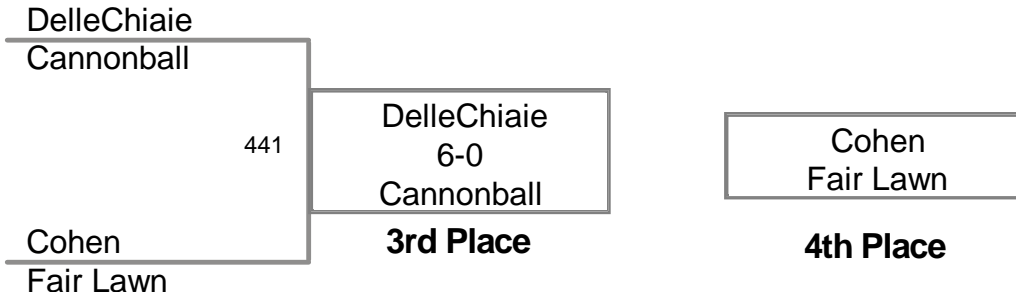 DelleChiaie
Cannonball
441
DelleChiaie
6-0
Cannonball
3rd Place
Cohen
Fair Lawn
Cohen
Fair Lawn
4th Place